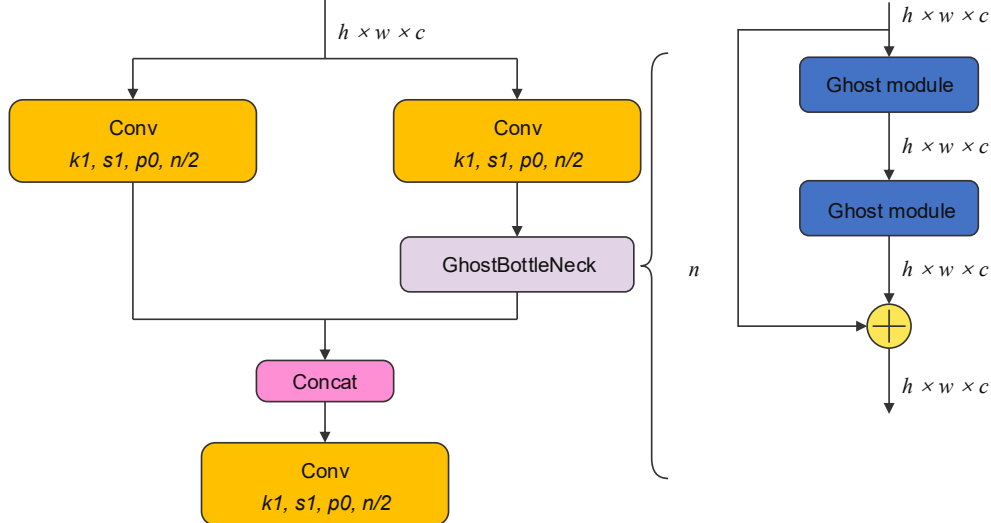 h × w × c
Conv
k1, s1, p0, n/2
Conv
k1, s1, p0, n/2
GhostBottleNeck
Concat
Conv
k1, s1, p0, n/2
n
h × w × c
Ghost module
h × w × c
Ghost module
h × w × c
h × w × c